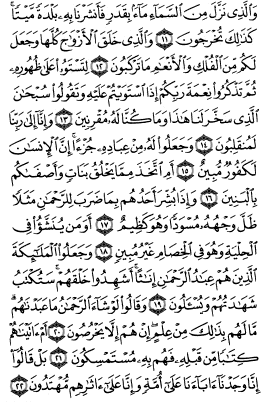 وَٱلَّذِى نَزَّلَ مِنَ ٱلسَّمَآءِ مَآءًۢ بِقَدَرٍ فَأَنشَرْنَا بِهِۦ بَلْدَةً مَّيْتًا ۚ
كَذَٰلِكَ تُخْرَجُونَ ١١ وَٱلَّذِى خَلَقَ ٱلْأَزْوَٰجَ كُلَّهَا وَجَعَلَ
لَكُم مِّنَ ٱلْفُلْكِ وَٱلْأَنْعَٰمِ مَا تَرْكَبُونَ ١٢ لِتَسْتَوُۥا۟ عَلَىٰ ظُهُورِهِۦ
ثُمَّ تَذْكُرُوا۟ نِعْمَةَ رَبِّكُمْ إِذَا ٱسْتَوَيْتُمْ عَلَيْهِ وَتَقُولُوا۟ سُبْحَٰنَ
ٱلَّذِى سَخَّرَ لَنَا هَٰذَا وَمَا كُنَّا لَهُۥ مُقْرِنِينَ ١٣ وَإِنَّآ إِلَىٰ رَبِّنَا
لَمُنقَلِبُونَ ١٤ وَجَعَلُوا۟ لَهُۥ مِنْ عِبَادِهِۦ جُزْءًا ۚ إِنَّ ٱلْإِنسَٰنَ
لَكَفُورٌ مُّبِينٌ ١٥ أَمِ ٱتَّخَذَ مِمَّا يَخْلُقُ بَنَاتٍ وَأَصْفَىٰكُم
بِٱلْبَنِينَ ١٦ وَإِذَا بُشِّرَ أَحَدُهُم بِمَا ضَرَبَ لِلرَّحْمَٰنِ مَثَلًا
ظَلَّ وَجْهُهُۥ مُسْوَدًّا وَهُوَ كَظِيمٌ ١٧ أَوَمَن يُنَشَّؤُا۟ فِى
ٱلْحِلْيَةِ وَهُوَ فِى ٱلْخِصَامِ غَيْرُ مُبِينٍ ١٨ وَجَعَلُوا۟ ٱلْمَلَٰٓئِكَةَ
ٱلَّذِينَ هُمْ عِبَٰدُ ٱلرَّحْمَٰنِ إِنَٰثًا ۚ أَشَهِدُوا۟ خَلْقَهُمْ ۚ سَتُكْتَبُ
شَهَٰدَتُهُمْ وَيُسْـَٔلُونَ ١٩ وَقَالُوا۟ لَوْ شَآءَ ٱلرَّحْمَٰنُ مَا عَبَدْنَٰهُم ۗ
مَّا لَهُم بِذَٰلِكَ مِنْ عِلْمٍ ۖ إِنْ هُمْ إِلَّا يَخْرُصُونَ ٢٠ أَمْ ءَاتَيْنَٰهُمْ
كِتَٰبًا مِّن قَبْلِهِۦ فَهُم بِهِۦ مُسْتَمْسِكُونَ ٢١ بَلْ قَالُوٓا۟
إِنَّا وَجَدْنَآ ءَابَآءَنَا عَلَىٰٓ أُمَّةٍ وَإِنَّا عَلَىٰٓ ءَاثَٰرِهِم مُّهْتَدُونَ ٢٢